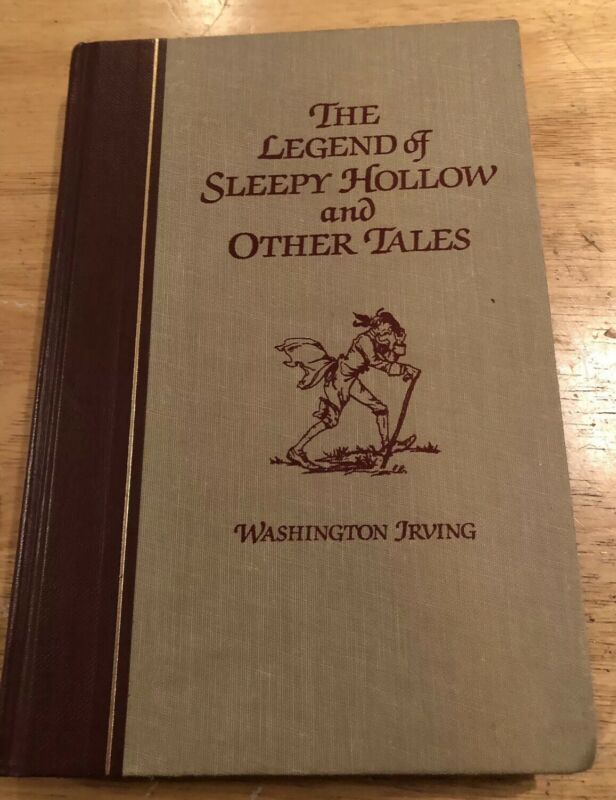 THE
LEGEND of
SLEEPY HOLLOW
and
OTHER TALES
WASHINGTON IRVING